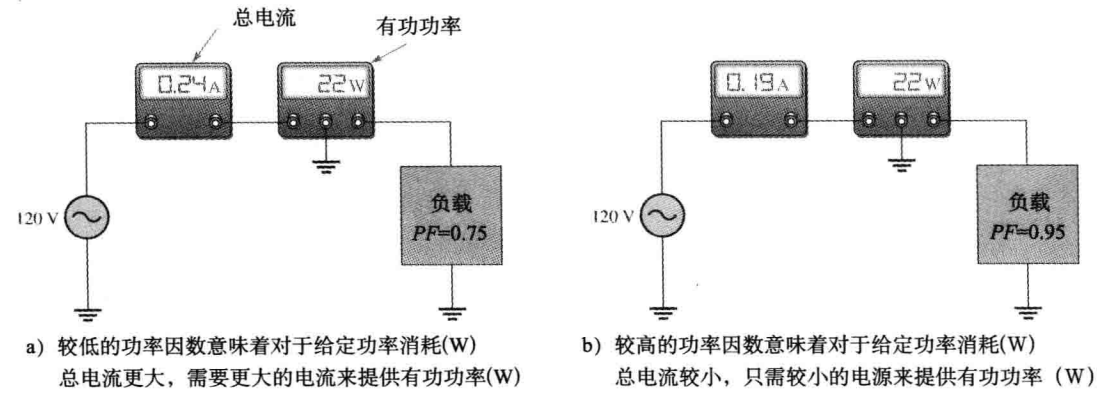 总电流
有功功率
0.24A
22W
0.19A
22W
120 V
负载
PF=0.75
120 V
负载
PF=0.95
a）较低的功率因数意味着对于给定功率消耗(W)
总电流更大，需要更大的电流来提供有功功率(W)
b）较高的功率因数意味着对于给定功率消耗(W)
总电流较小，只需较小的电源来提供有功功率（W）